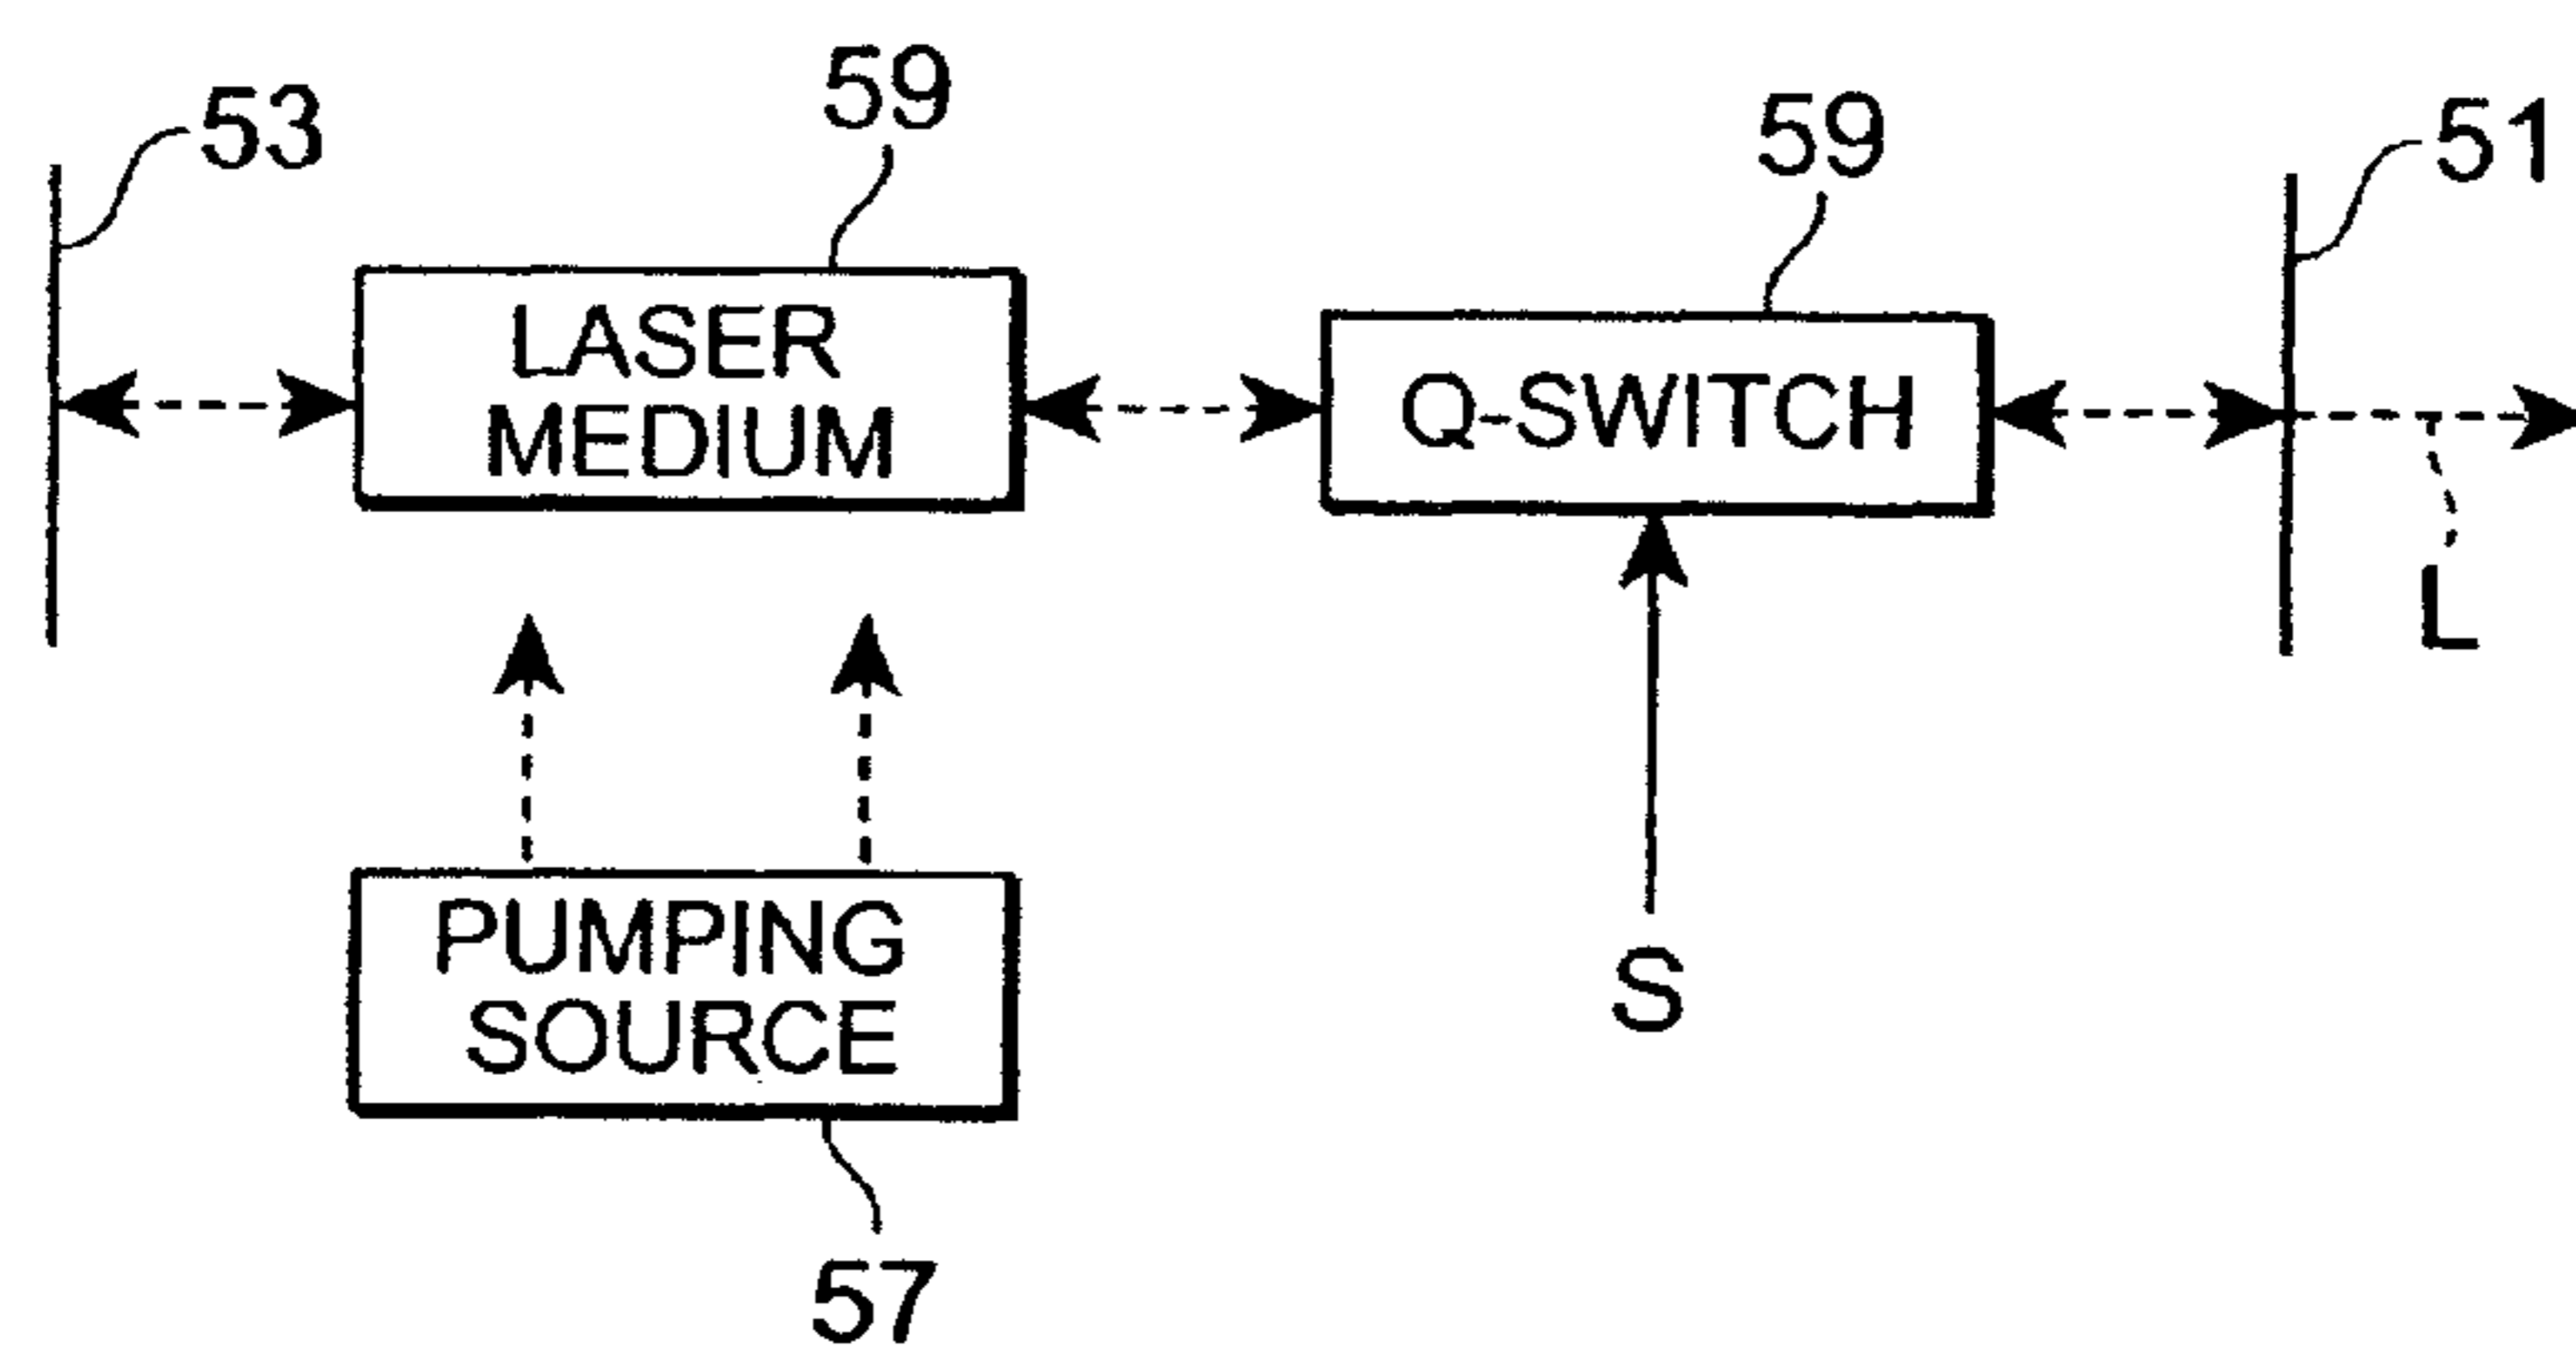 53
59
59
51
LASER
MEDIUM
Q-SWITCH
L
PUMPING
SOURCE
S
57